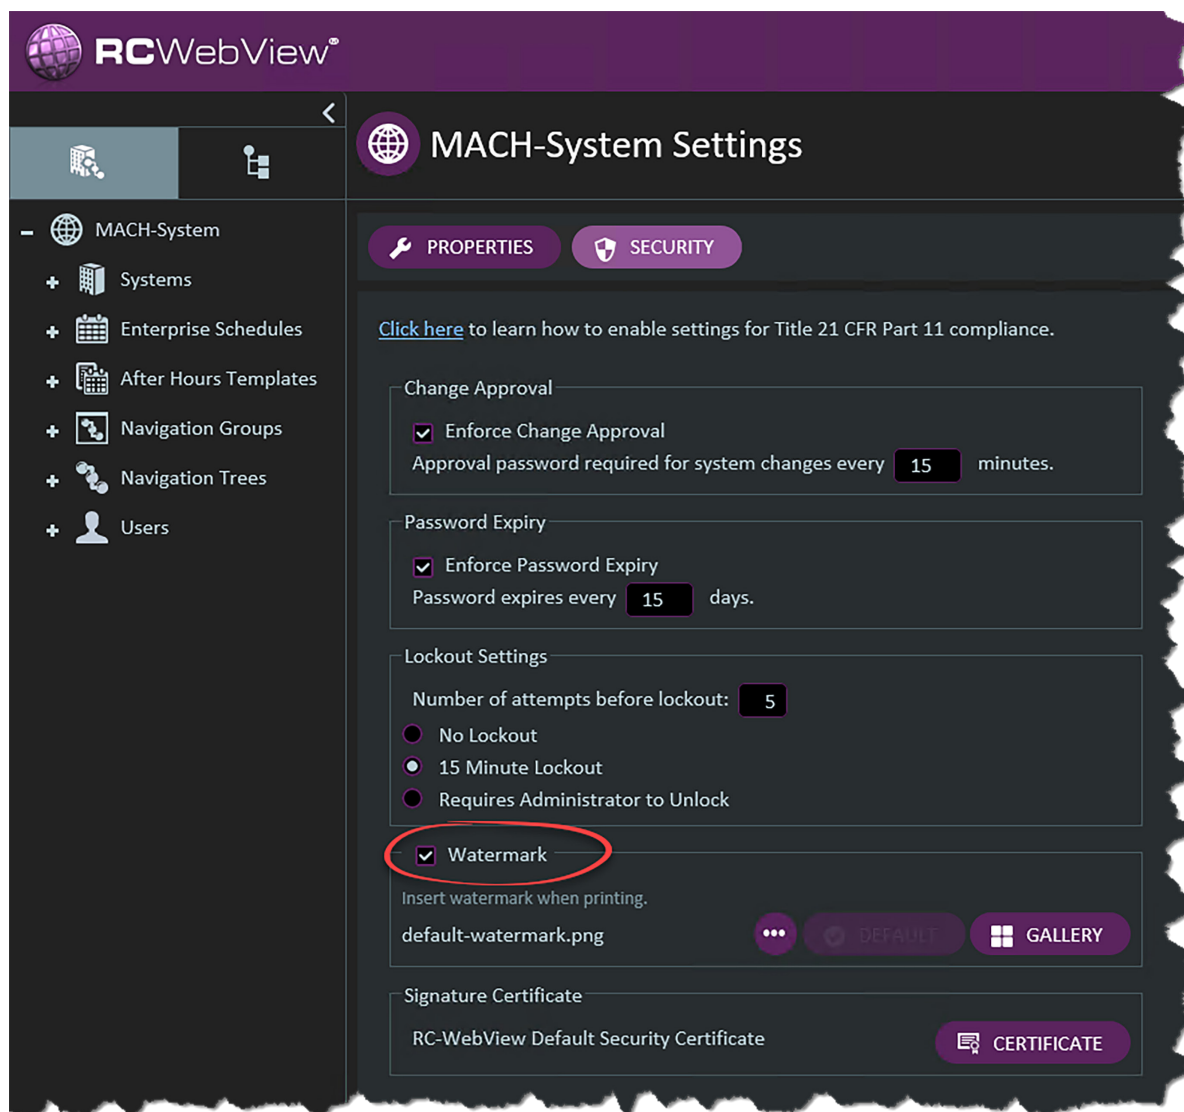 RCWebView®
MACH-System Settings
MACH-System
Systems
Enterprise Schedules
After Hours Templates
Navigation Groups
Navigation Trees
Users
PROPERTIES
SECURITY
Click here to learn how to enable settings for Title 21 CFR Part 11 compliance.
Change Approval
Enforce Change Approval
Approval password required for system changes every 15 minutes.
Password Expiry
Enforce Password Expiry
Password expires every 15 days.
Lockout Settings
Number of attempts before lockout: 5
No Lockout
15 Minute Lockout
Requires Administrator to Unlock
Watermark
Insert watermark when printing.
default-watermark.png
DEFAULT
GALLERY
Signature Certificate
RC-WebView Default Security Certificate
CERTIFICATE